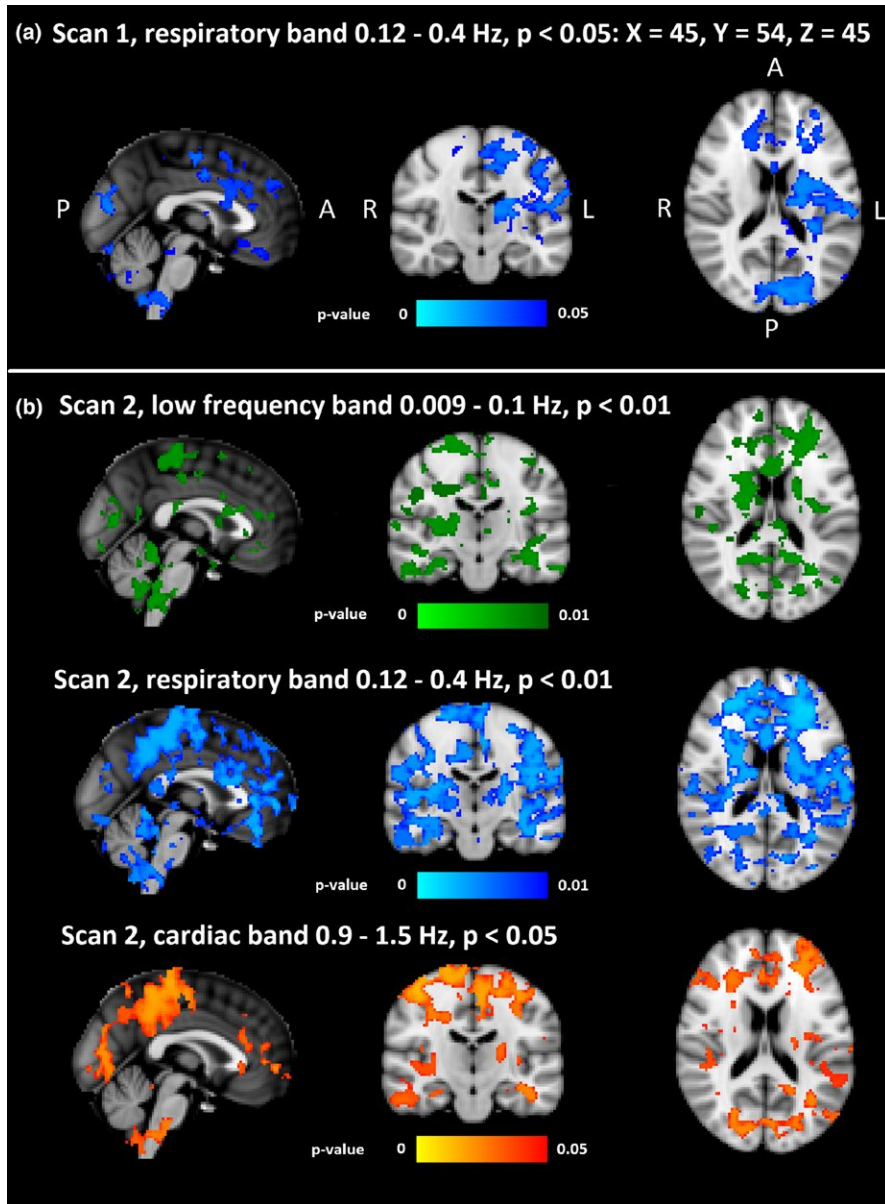 (a) Scan 1, respiratory band 0.12 - 0.4 Hz, p < 0.05: X = 45, Y = 54, Z = 45
A
P A R L R L
P
p-value 0 0.05
(b) Scan 2, low frequency band 0.009 - 0.1 Hz, p < 0.01
p-value 0 0.01
Scan 2, respiratory band 0.12 - 0.4 Hz, p < 0.01
p-value 0 0.01
Scan 2, cardiac band 0.9 - 1.5 Hz, p < 0.05
p-value 0 0.05